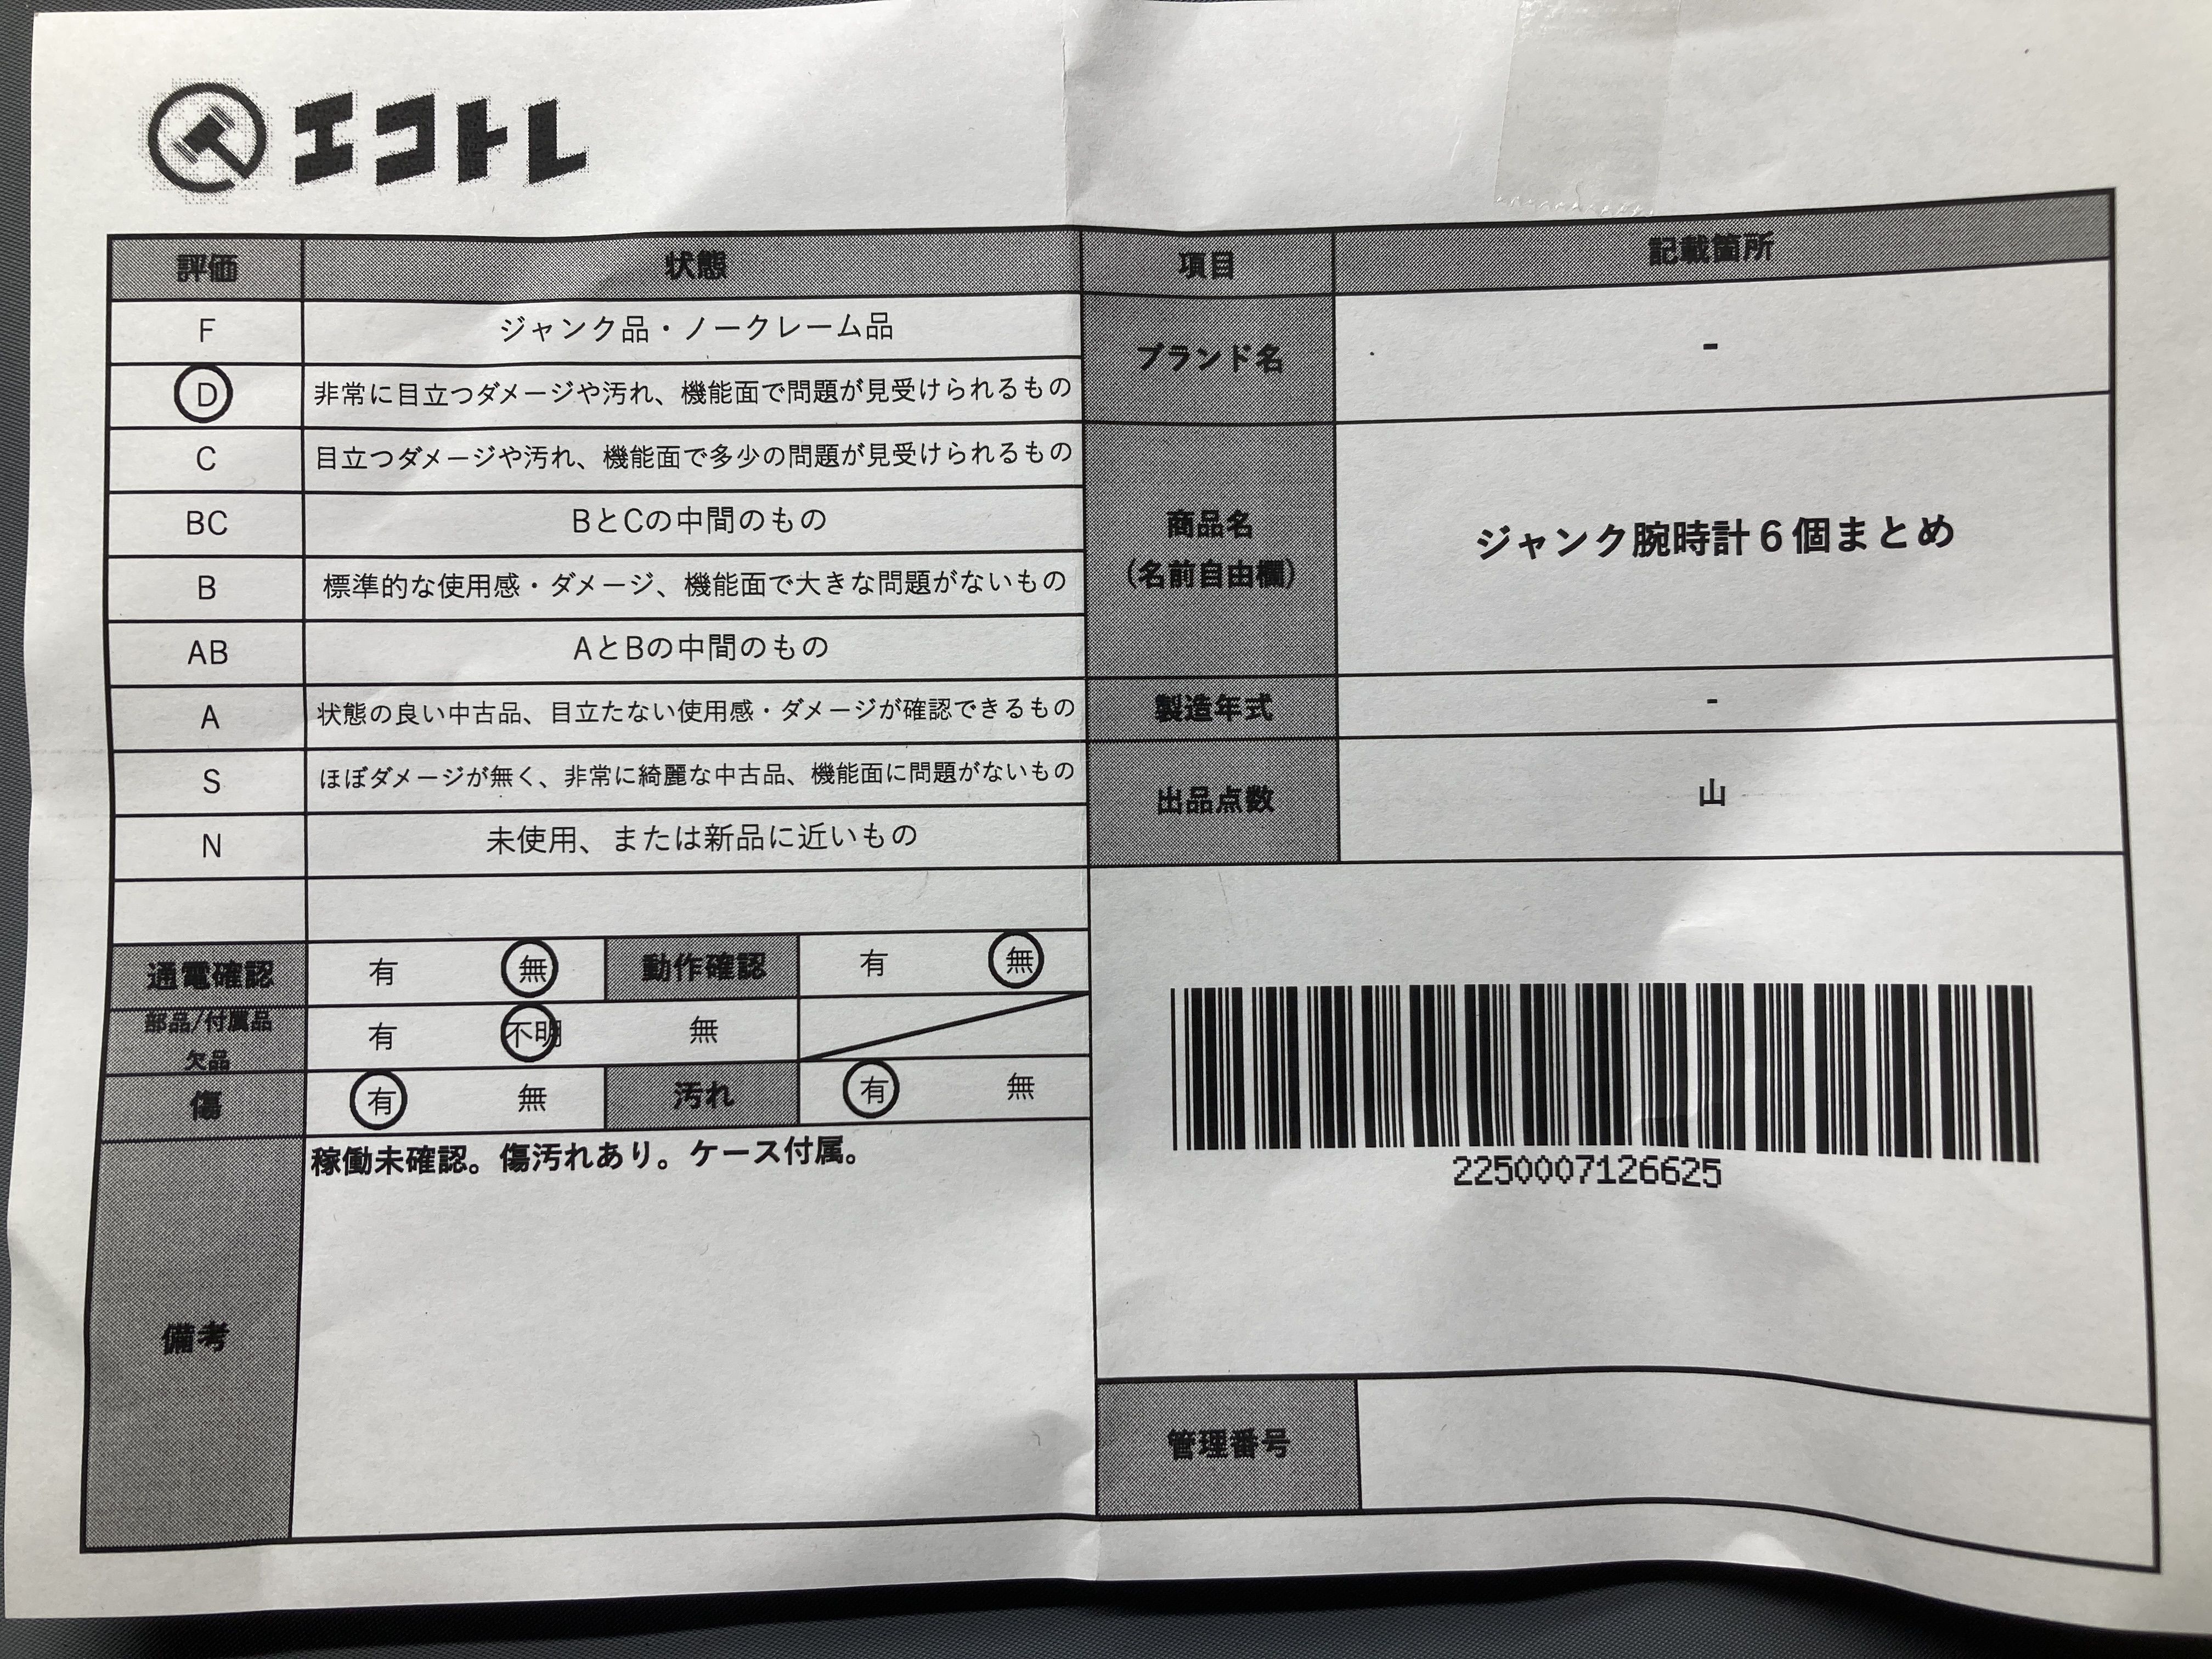 エコトレ
評価 状態 項目 記載箇所
F ジャンク品・ノークレーム品
D 非常に目立つダメージや汚れ、機能面で問題が見受けられるもの
C 目立つダメージや汚れ、機能面で多少の問題が見受けられるもの
BC BとCの中間のもの
B 標準的な使用感・ダメージ、機能面で大きな問題がないもの
AB AとBの中間のもの
A 状態の良い中古品、目立たない使用感・ダメージが確認できるもの
S ほぼダメージが無く、非常に綺麗な中古品、機能面に問題がないもの
N 未使用、または新品に近いもの
ブランド名 -
商品名
(名前自由欄)
ジャンク腕時計6個まとめ
製造年式 -
出品点数 山
通電確認 有 無 動作確認 有 無
部品/付属品
欠品
有 不明 無
傷 有 無 汚れ 有 無
備考
稼働未確認。傷汚れあり。ケース付属。
2250007126625
管理番号